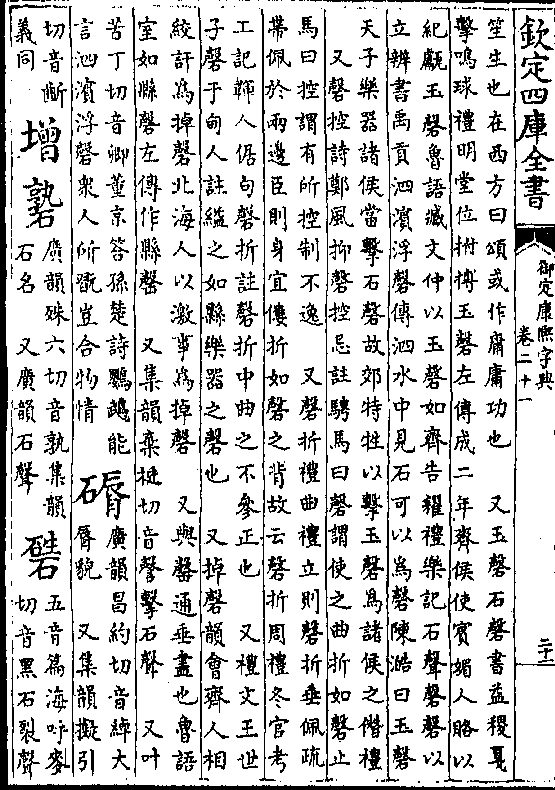 欽定四庫全書
御定康熙字典
卷二十一
二十二
笙生也在西方曰頌或作庸庸功也 又玉磬石磬書益稷戛
擊鳴球禮明堂位拊搏玉磬左傳成二年齊侯使賓媚人賂以
紀甗玉磬魯語臧文仲以玉磬如齊告糴禮樂記石聲磬磬以
立辨書禹貢泗濱浮磬傳泗水中見石可以為磬陳澔曰玉磬
天子樂器諸侯當擊石磬故郊特牲以擊玉磬為諸侯之僭禮
又磬控詩鄭風抑磬控忌註騁馬曰磬謂使之曲折如磬止
馬曰控謂有所控制不逸 又磬折禮曲禮立則磬折垂佩疏
帶佩於兩邊臣則身宜僂折如磬之背故云磬折周禮冬官考
工記韗人倨句磬折註磬折中曲之不參正也 又禮文王世
子磬于甸人註縊之如縣樂器之磬也 又掉磬韻會齊人相
絞訐為掉磬北海人以激事為掉磬 又與罄通垂盡也魯語
室如縣磬左傳作縣罄 又集韻棄挺切音謦擊石聲 又叶
苦丁切音卿董京答孫楚詩鸚鵡能
言泗濱浮磬衆人所翫豈合物情
廣韻昌約切音綽大
脣貌 又集韻擬引
切音齗
義同
增
廣韻殊六切音孰集韻
石名 又廣韻石聲
五音篇海呼麥
切音黑石裂聲